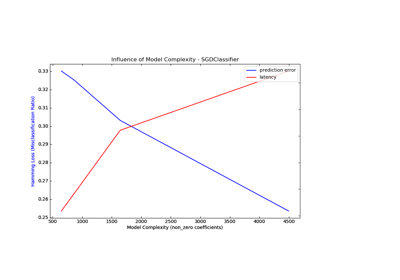 Influence of Model Complexity - SGDClassifier
prediction error
latency
Hamming Loss (Misclassification Ratio)
0.33
0.32
0.31
0.30
0.29
0.28
0.27
0.26
0.25
500 1000 1500 2000 2500 3000 3500 4000 4500
Model Complexity (non_zero coefficients)